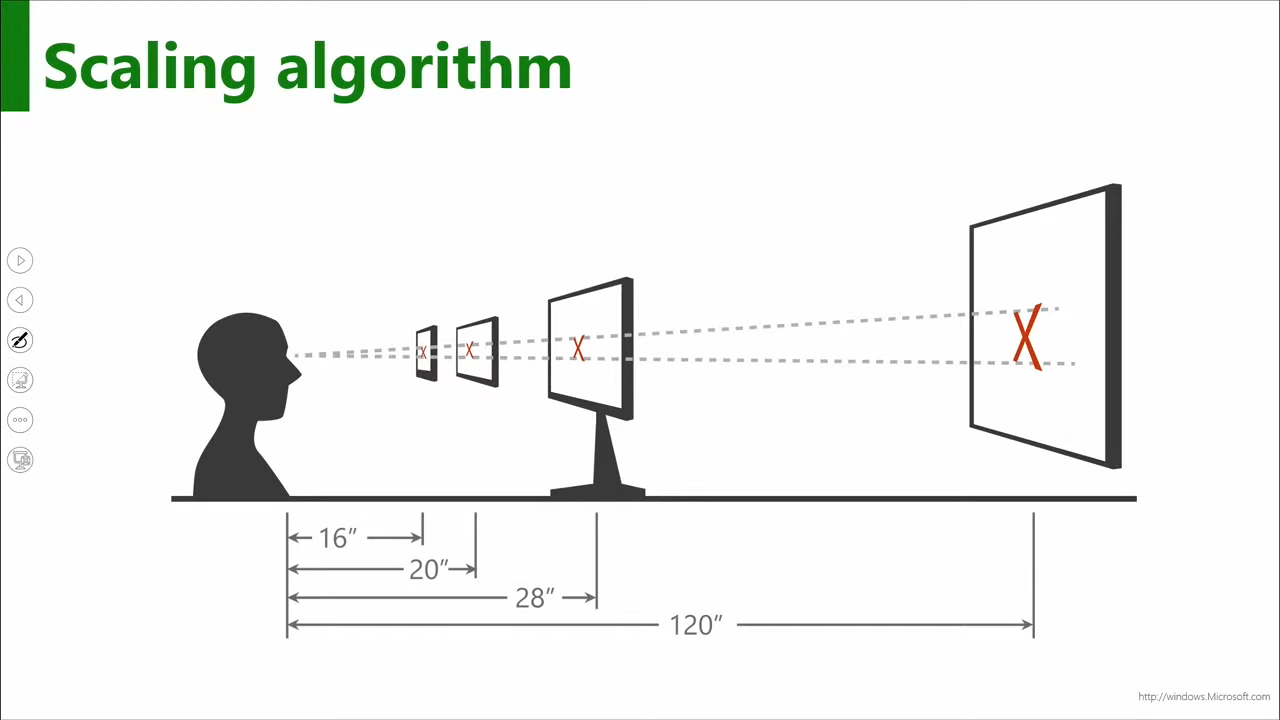 Scaling algorithm
X
X
X
X
16”
20”
28”
120”
http://windows.Microsoft.com